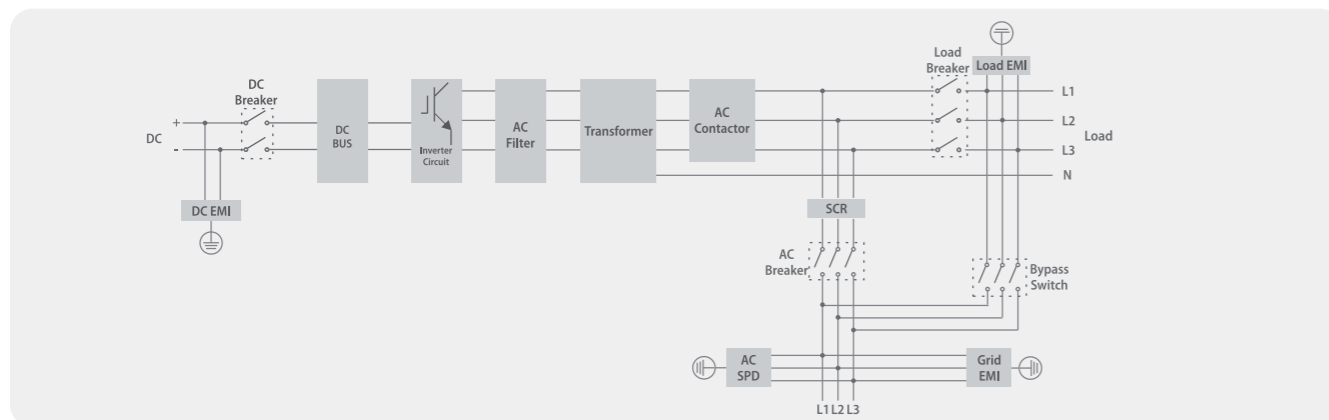 DC
Breaker
+
DC
-
DC EMI
DC
BUS
Inverter
Circuit
AC
Filter
Transformer
AC
Contactor
Load
Breaker
Load EMI
L1
L2
L3
Load
N
SCR
AC
Breaker
Bypass
Switch
AC
SPD
Grid
EMI
L1 L2 L3